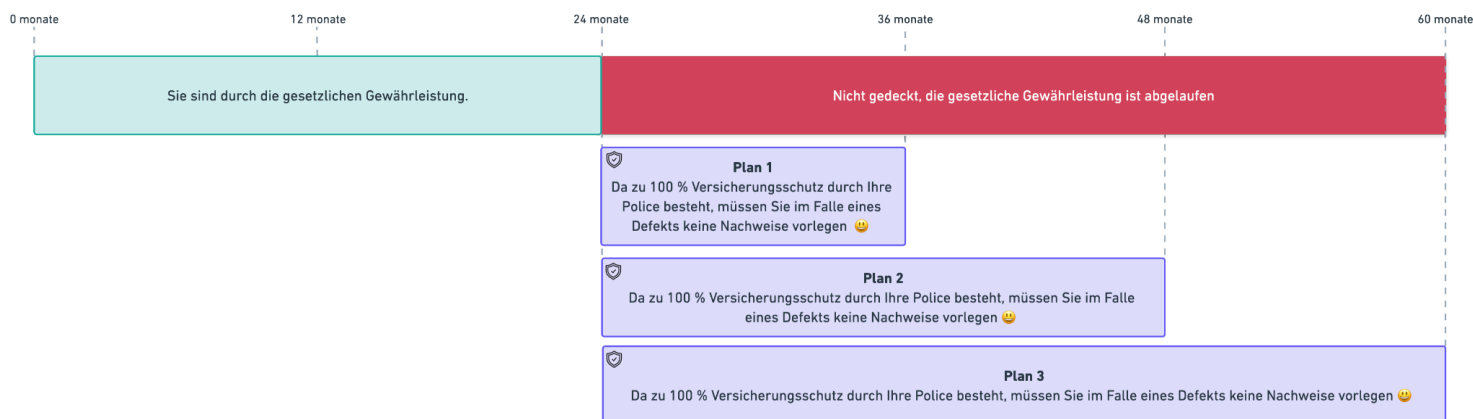 0 monate
12 monate
24 monate
36 monate
48 monate
60 monate
Sie sind durch die gesetzlichen Gewährleistung.
Nicht gedeckt, die gesetzliche Gewährleistung ist abgelaufen
Plan 1
Da zu 100 % Versicherungsschutz durch Ihre
Police besteht, müssen Sie im Falle eines
Defekts keine Nachweise vorlegen 😃
Plan 2
Da zu 100 % Versicherungsschutz durch Ihre Police besteht, müssen Sie im Falle
eines Defekts keine Nachweise vorlegen 😃
Plan 3
Da zu 100 % Versicherungsschutz durch Ihre Police besteht, müssen Sie im Falle eines Defekts keine Nachweise vorlegen 😃